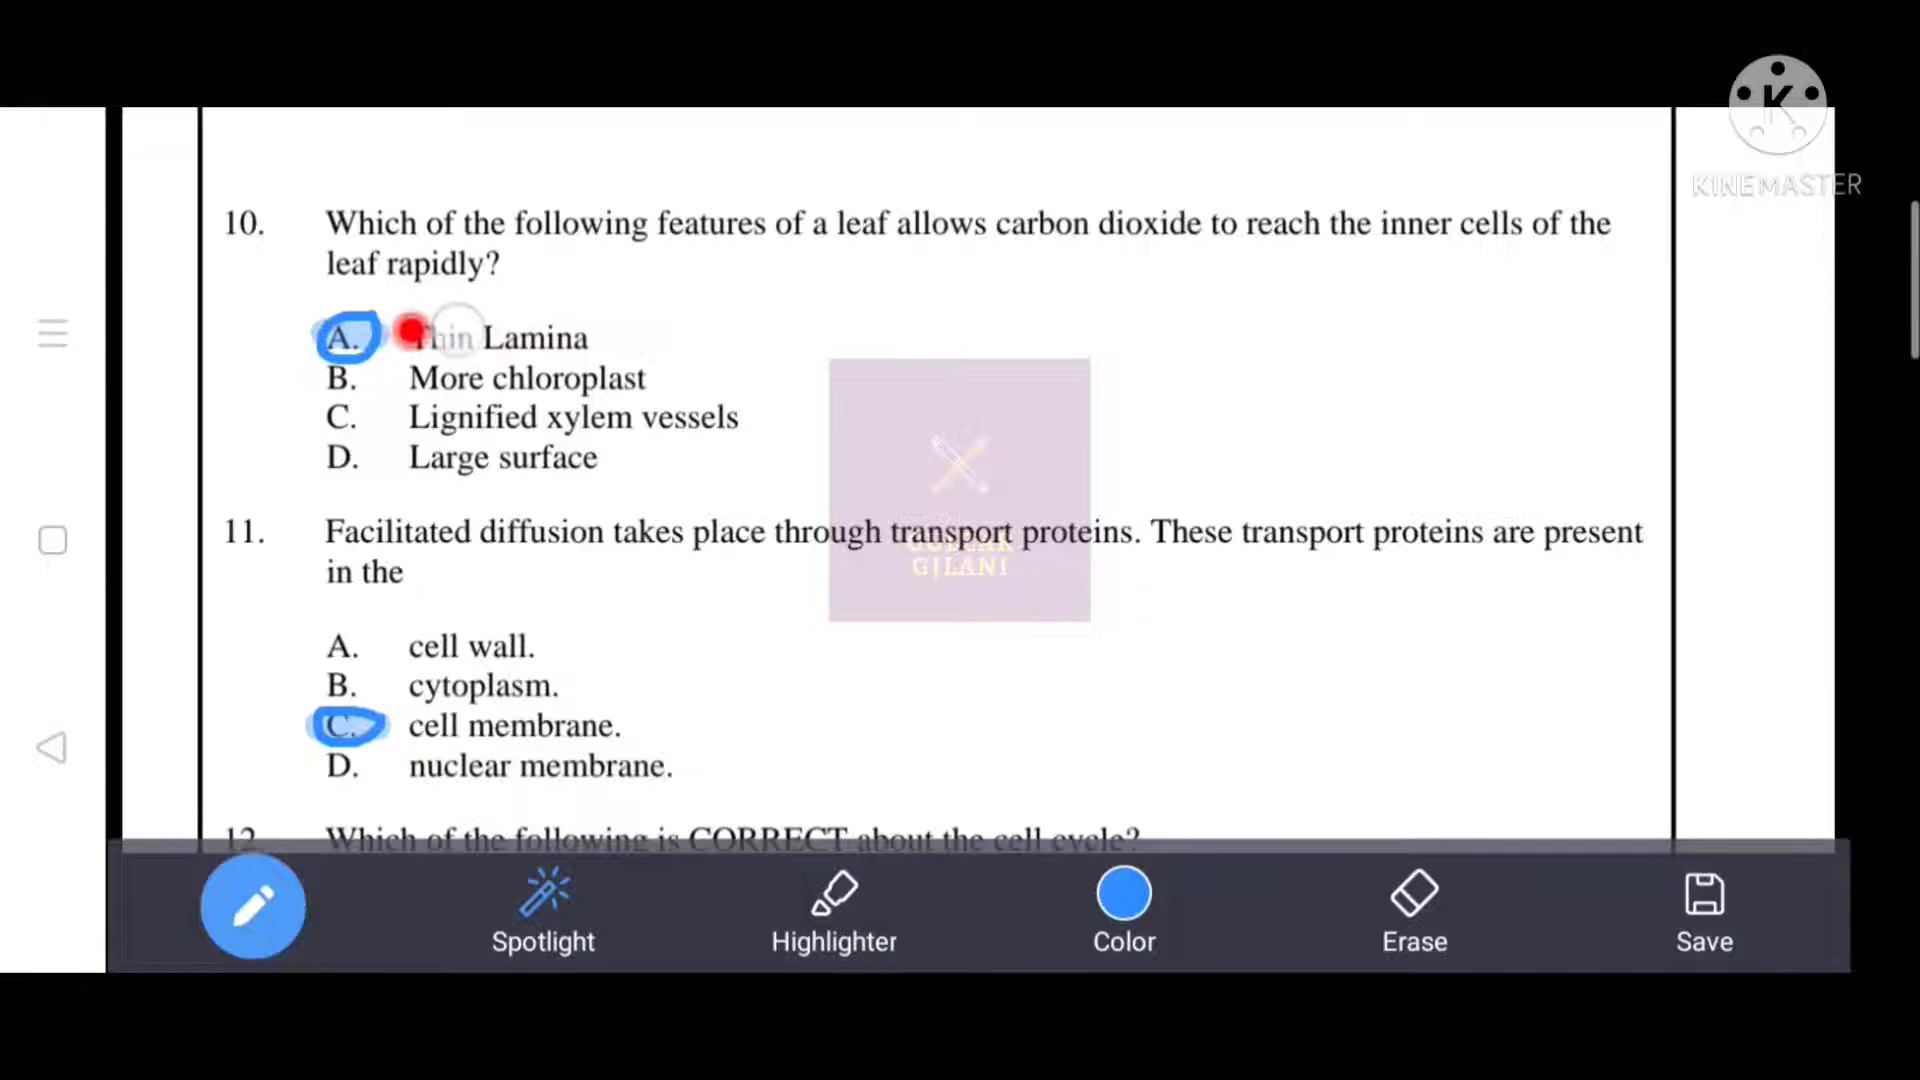 KINEMASTER
10. Which of the following features of a leaf allows carbon dioxide to reach the inner cells of the
leaf rapidly?
A. Thin Lamina
B. More chloroplast
C. Lignified xylem vessels
D. Large surface
11. Facilitated diffusion takes place through transport proteins. These transport proteins are present
in the
GILANI
A. cell wall.
B. cytoplasm.
C. cell membrane.
D. nuclear membrane.
12. Which of the following is CORRECT about the cell cycle?
Spotlight Highlighter Color Erase Save